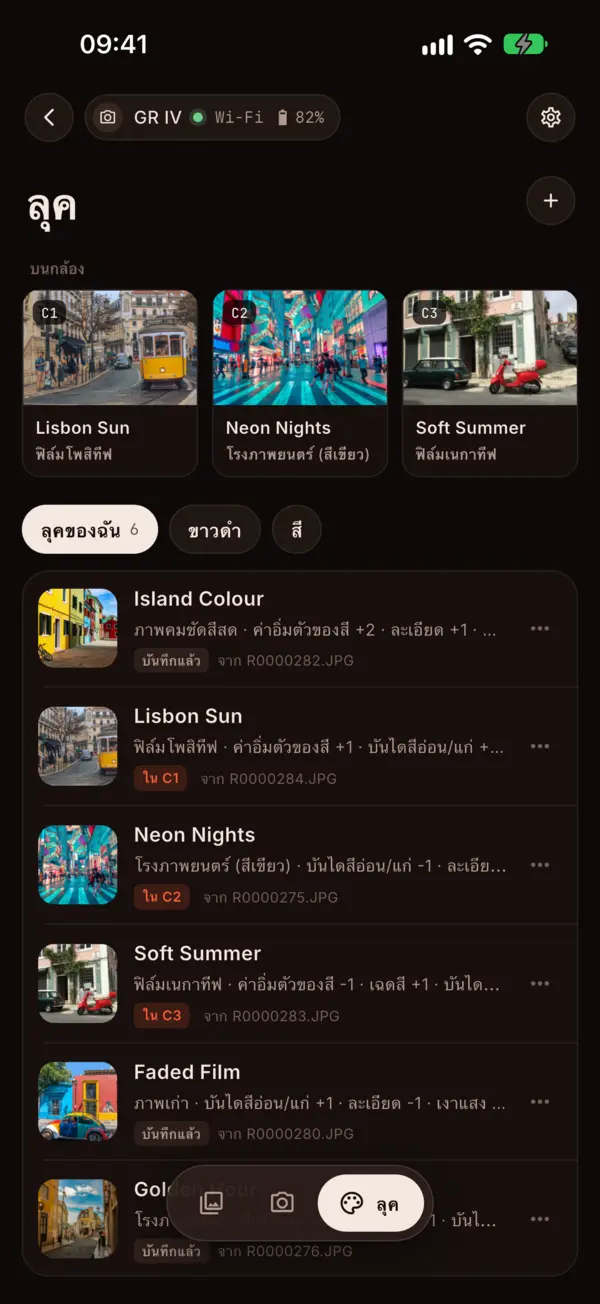 09:41
GR IV Wi-Fi 82%
ลุค
บนกล้อง
C1
C2
C3
Lisbon Sun
ฟิล์มโพสิทีฟ
Neon Nights
โรงภาพยนตร์ (สีเขียว)
Soft Summer
ฟิล์มเนกาทีฟ
ลุคของฉัน 6
ขาวดำ
สี
Island Colour
ภาพคมชัดสีสด · ค่าอิ่มตัวของสี +2 · ละเอียด +1 · ...
บันทึกแล้ว จาก R0000282.JPG
Lisbon Sun
ฟิล์มโพสิทีฟ · ค่าอิ่มตัวของสี +1 · บันไดสีอ่อน/แก่ +...
ใน C1 จาก R0000284.JPG
Neon Nights
โรงภาพยนตร์ (สีเขียว) · บันไดสีอ่อน/แก่ -1 · ละเอีย...
ใน C2 จาก R0000275.JPG
Soft Summer
ฟิล์มเนกาทีฟ · ค่าอิ่มตัวของสี -1 · เฉดสี +1 · บันได...
ใน C3 จาก R0000283.JPG
Faded Film
ภาพเก่า · บันไดสีอ่อน/แก่ +1 · ละเอียด -1 · เงาแสง ...
บันทึกแล้ว จาก R0000280.JPG
Golden Hour
1 · บันไ...
ลุค
บันทึกแล้ว จาก R0000276.JPG